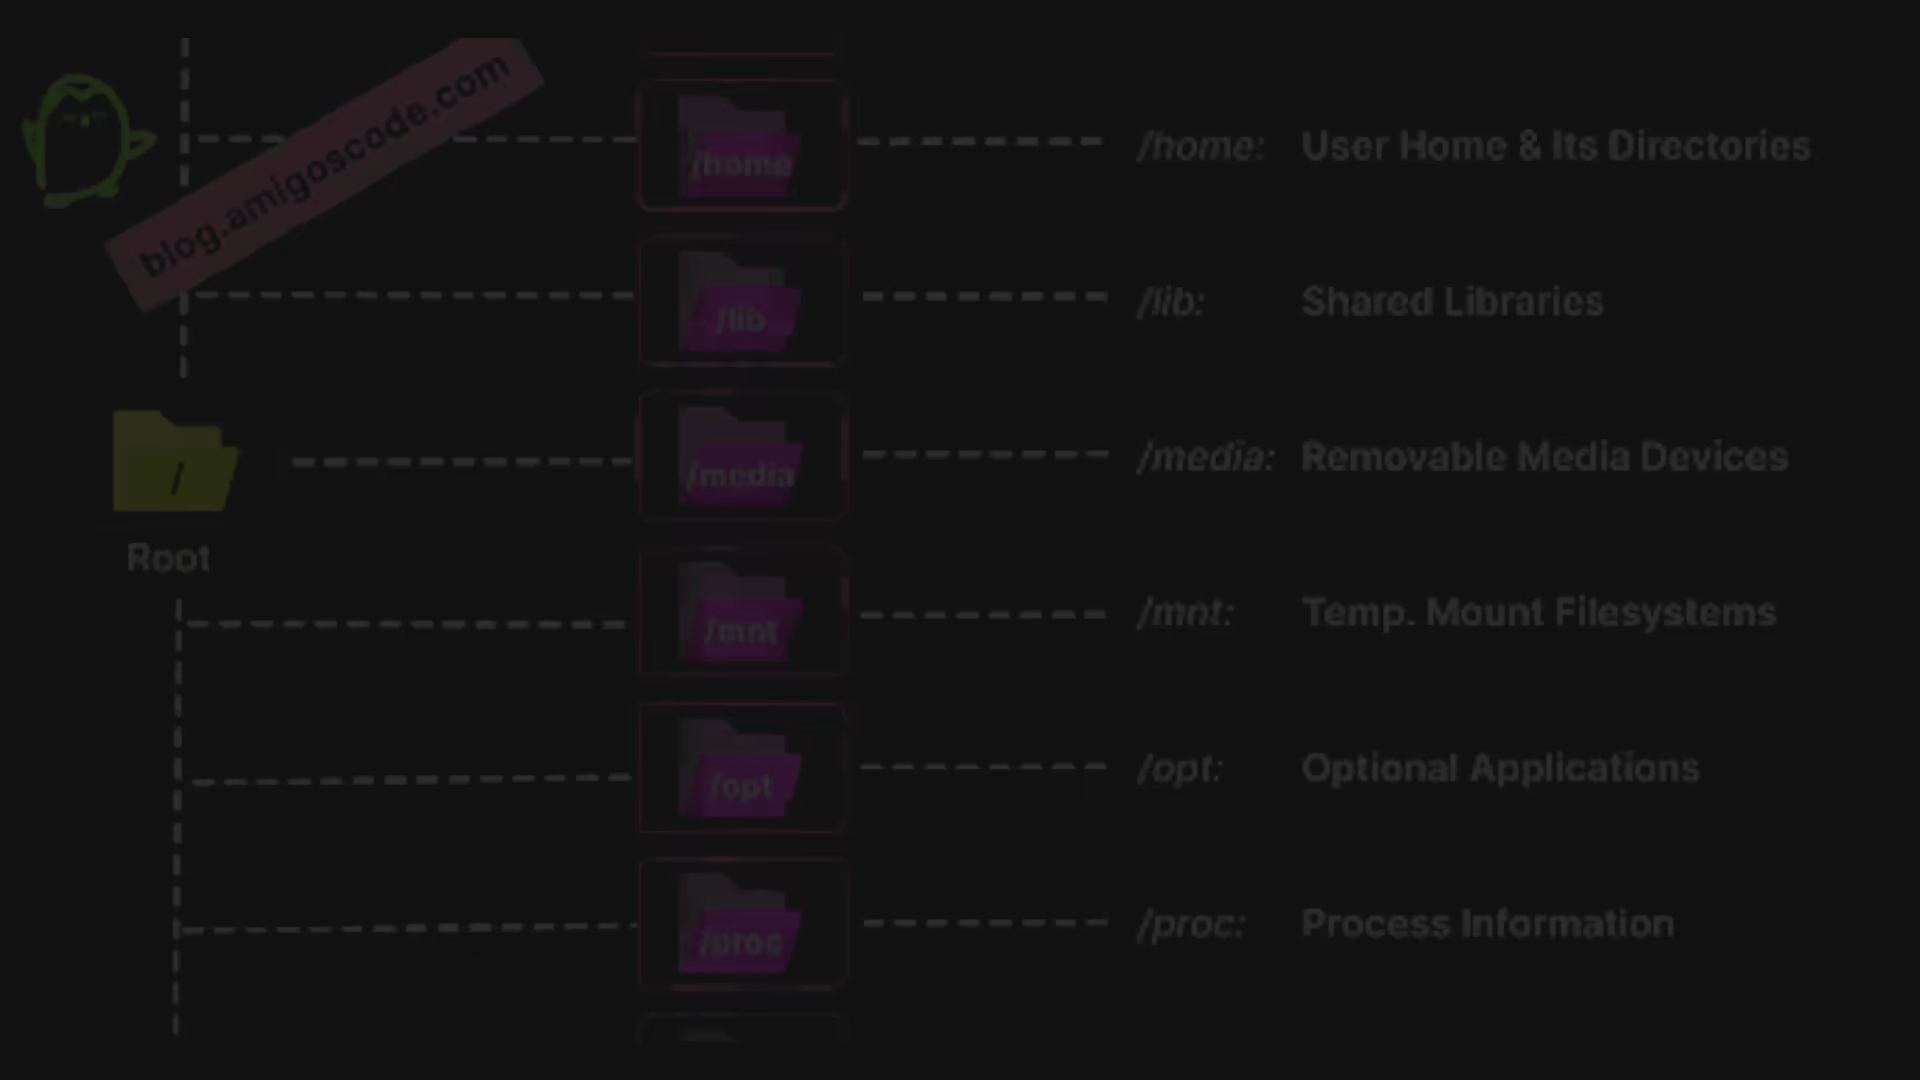 blog.amigoscode.com
/home
/home: User Home & Its Directories
/lib
/lib: Shared Libraries
/
Root
/media
/media: Removable Media Devices
/mnt
/mnt: Temp. Mount Filesystems
/opt
/opt: Optional Applications
/proc
/proc: Process Information